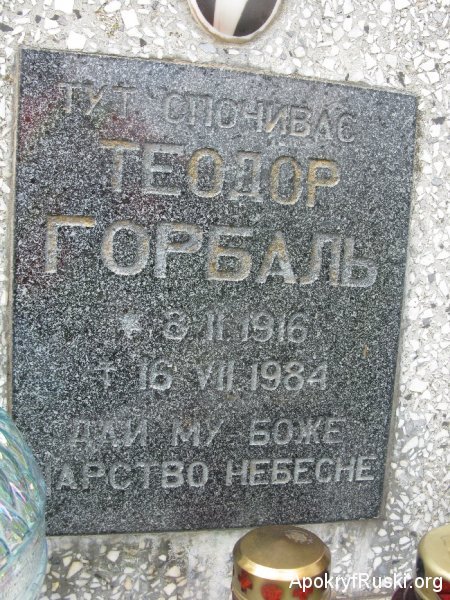 ТУТ СПОЧИВАЄ
ТЕОДОР
ГОРБАЛЬ
* 8 II 1916
† 16 VII 1984
ДАЙ МУ БОЖЕ
ЦАРСТВО НЕБЕСНЕ
ApokryfRuski.org